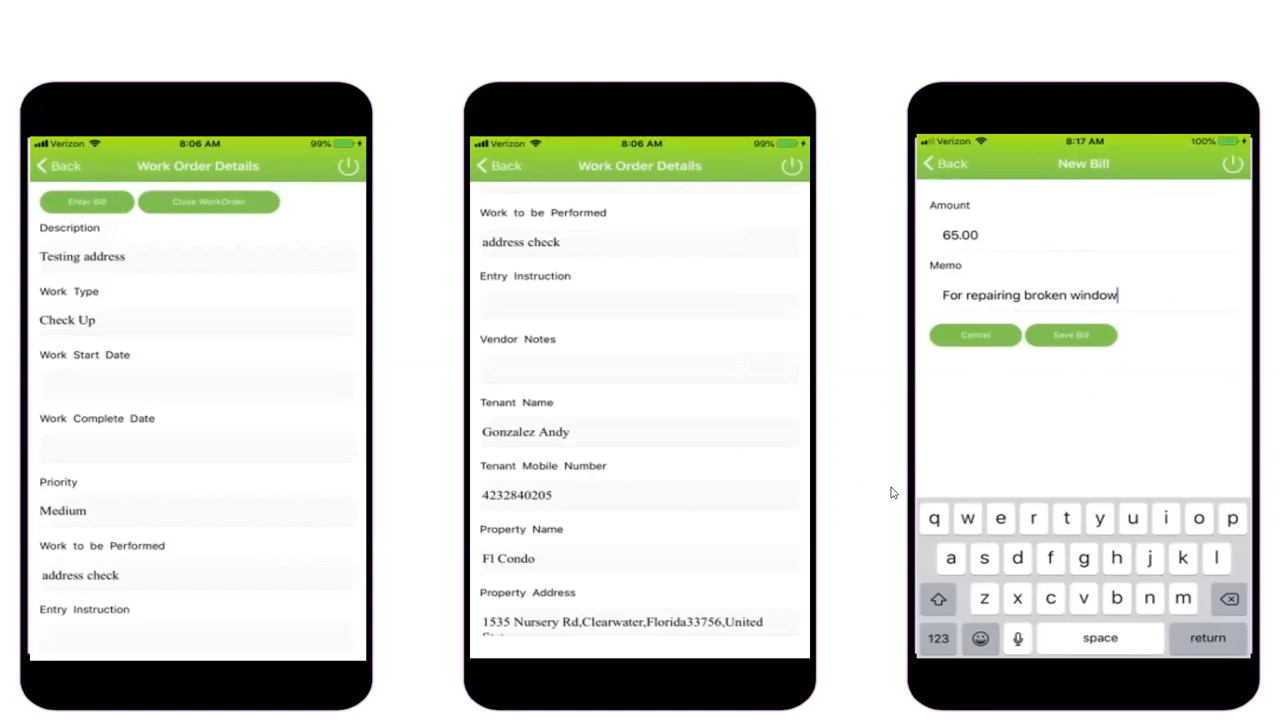 Verizon 8:06 AM 99%
Back Work Order Details
Enter Bill Close WorkOrder
Description
Testing address
Work Type
Check Up
Work Start Date
Work Complete Date
Priority
Medium
Work to be Performed
address check
Entry Instruction
Verizon 8:06 AM 99%
Back Work Order Details
Work to be Performed
address check
Entry Instruction
Vendor Notes
Tenant Name
Gonzalez Andy
Tenant Mobile Number
4232840205
Property Name
Fl Condo
Property Address
1535 Nursery Rd,Clearwater,Florida33756,United
Verizon 8:17 AM 100%
Back New Bill
Amount
65.00
Memo
For repairing broken window
Cancel Save Bill
q w e r t y u i o p
a s d f g h j k l
z x c v b n m
123 space return